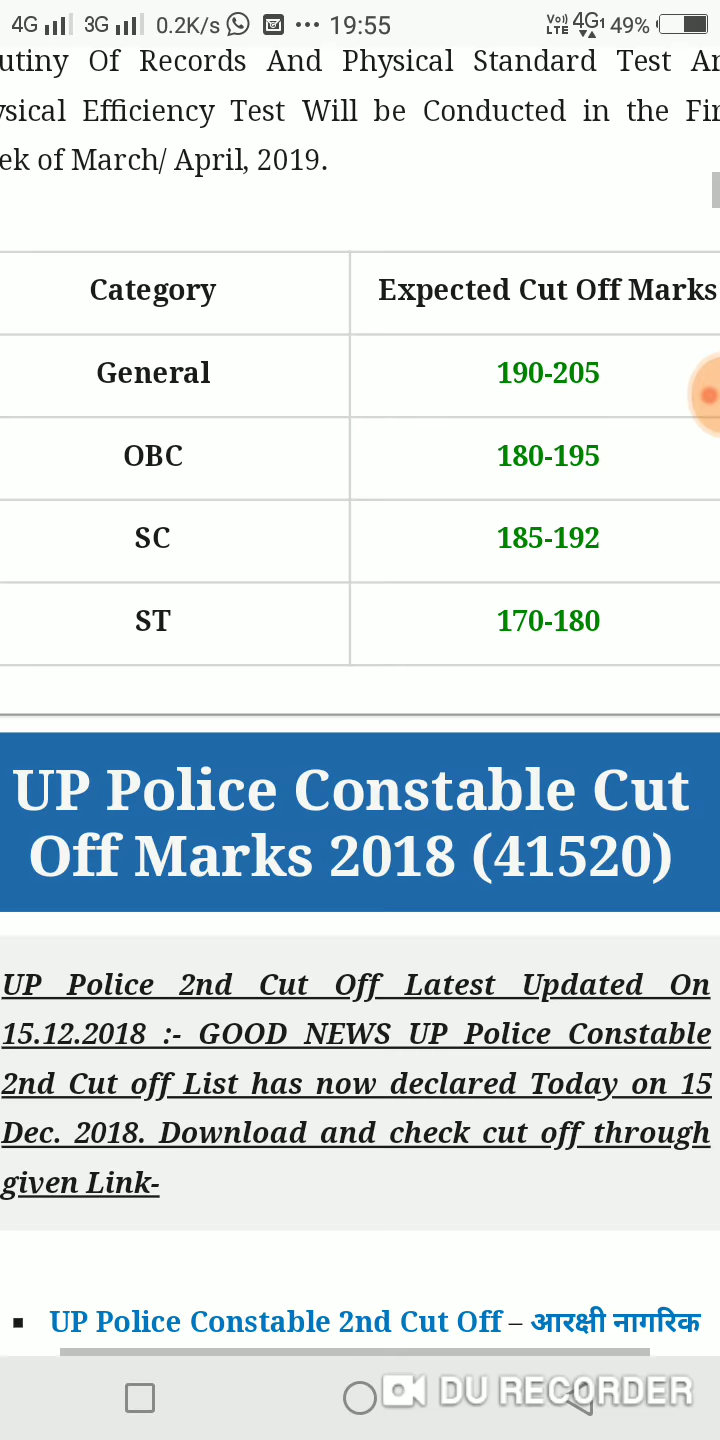 4G 3G 0.2K/s ••• 19:55 Vo)) LTE 4G1 49%
utiny Of Records And Physical Standard Test An
ysical Efficiency Test Will be Conducted in the Fir
ek of March/ April, 2019.
Category Expected Cut Off Marks
General 190-205
OBC 180-195
SC 185-192
ST 170-180
UP Police Constable Cut
Off Marks 2018 (41520)
UP Police 2nd Cut Off Latest Updated On
15.12.2018 :- GOOD NEWS UP Police Constable
2nd Cut off List has now declared Today on 15
Dec. 2018. Download and check cut off through
given Link-
▪ UP Police Constable 2nd Cut Off – आरक्षी नागरिक
DU RECORDER